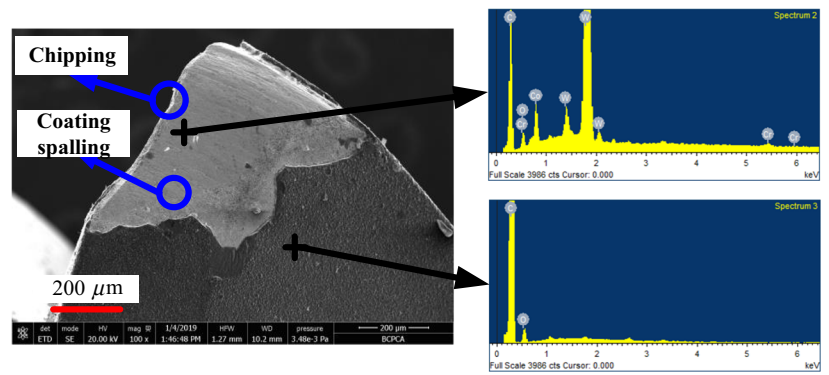 Chipping
Coating
spalling
200 μm
det mode HV mag 1/4/2019 HFW WD pressure 200 μm
ETD SE 20.00 kV 100 x 1:46:48 PM 1.27 mm 10.2 mm 3.48e-3 Pa BCPCA
Spectrum 2
C W
O Cr Co W W Cr Cr
0 1 2 3 4 5 6
Full Scale 3986 cts Cursor: 0.000 keV
Spectrum 3
C
O
0 1 2 3 4 5 6
Full Scale 3986 cts Cursor: 0.000 keV